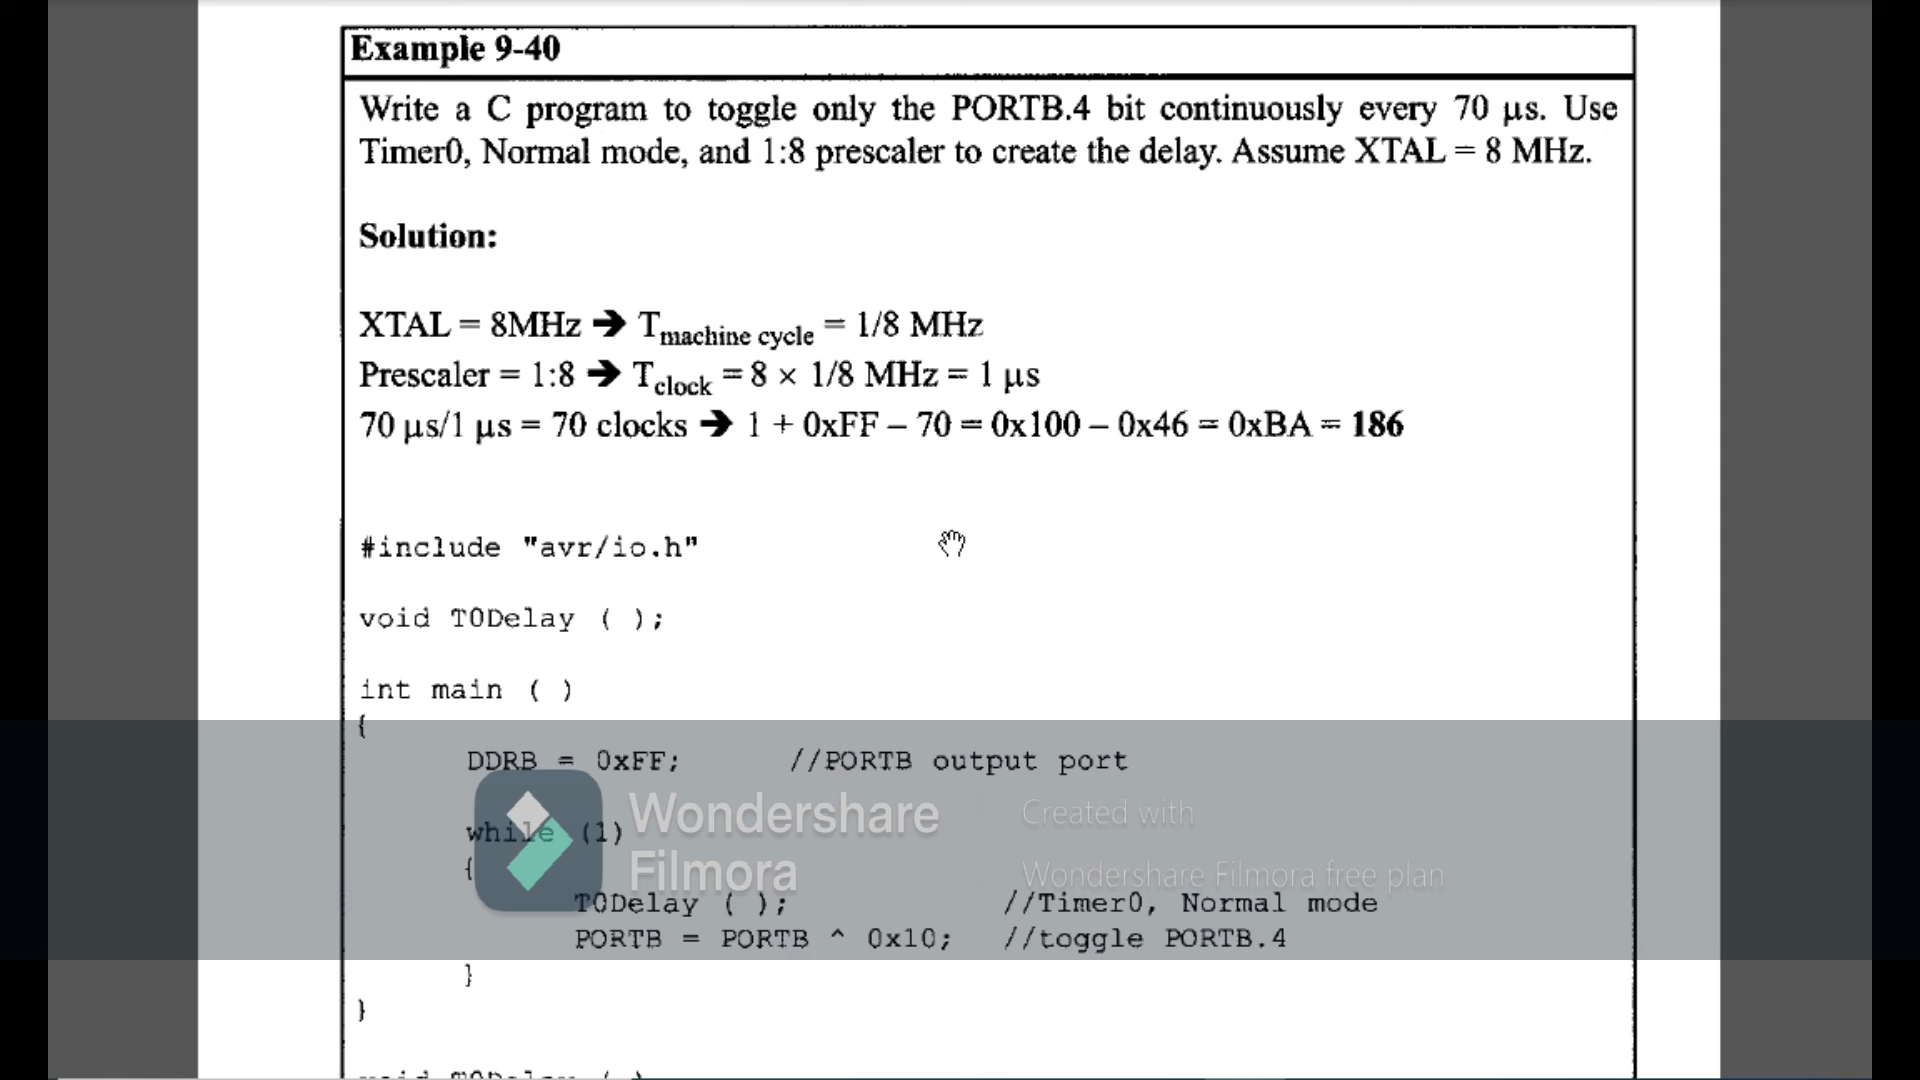 Example 9-40
Write a C program to toggle only the PORTB.4 bit continuously every 70 µs. Use
Timer0, Normal mode, and 1:8 prescaler to create the delay. Assume XTAL = 8 MHz.
Solution:
XTAL = 8MHz ➔ Tmachine cycle = 1/8 MHz
Prescaler = 1:8 ➔ Tclock = 8 × 1/8 MHz = 1 µs
70 µs/1 µs = 70 clocks ➔ 1 + 0xFF – 70 = 0x100 – 0x46 = 0xBA = 186
#include "avr/io.h"
void T0Delay ( );
int main ( )
{
DDRB = 0xFF; //PORTB output port
Wondershare
Filmora
Created with
Wondershare Filmora free plan
while (1)
{
T0Delay ( ); //Timer0, Normal mode
PORTB = PORTB ^ 0x10; //toggle PORTB.4
}
}